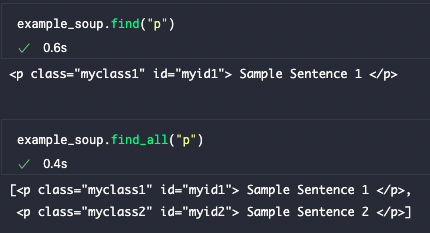 example_soup.find("p")
✓ 0.6s
<p class="myclass1" id="myid1"> Sample Sentence 1 </p>
example_soup.find_all("p")
✓ 0.4s
[<p class="myclass1" id="myid1"> Sample Sentence 1 </p>,
 <p class="myclass2" id="myid2"> Sample Sentence 2 </p>]